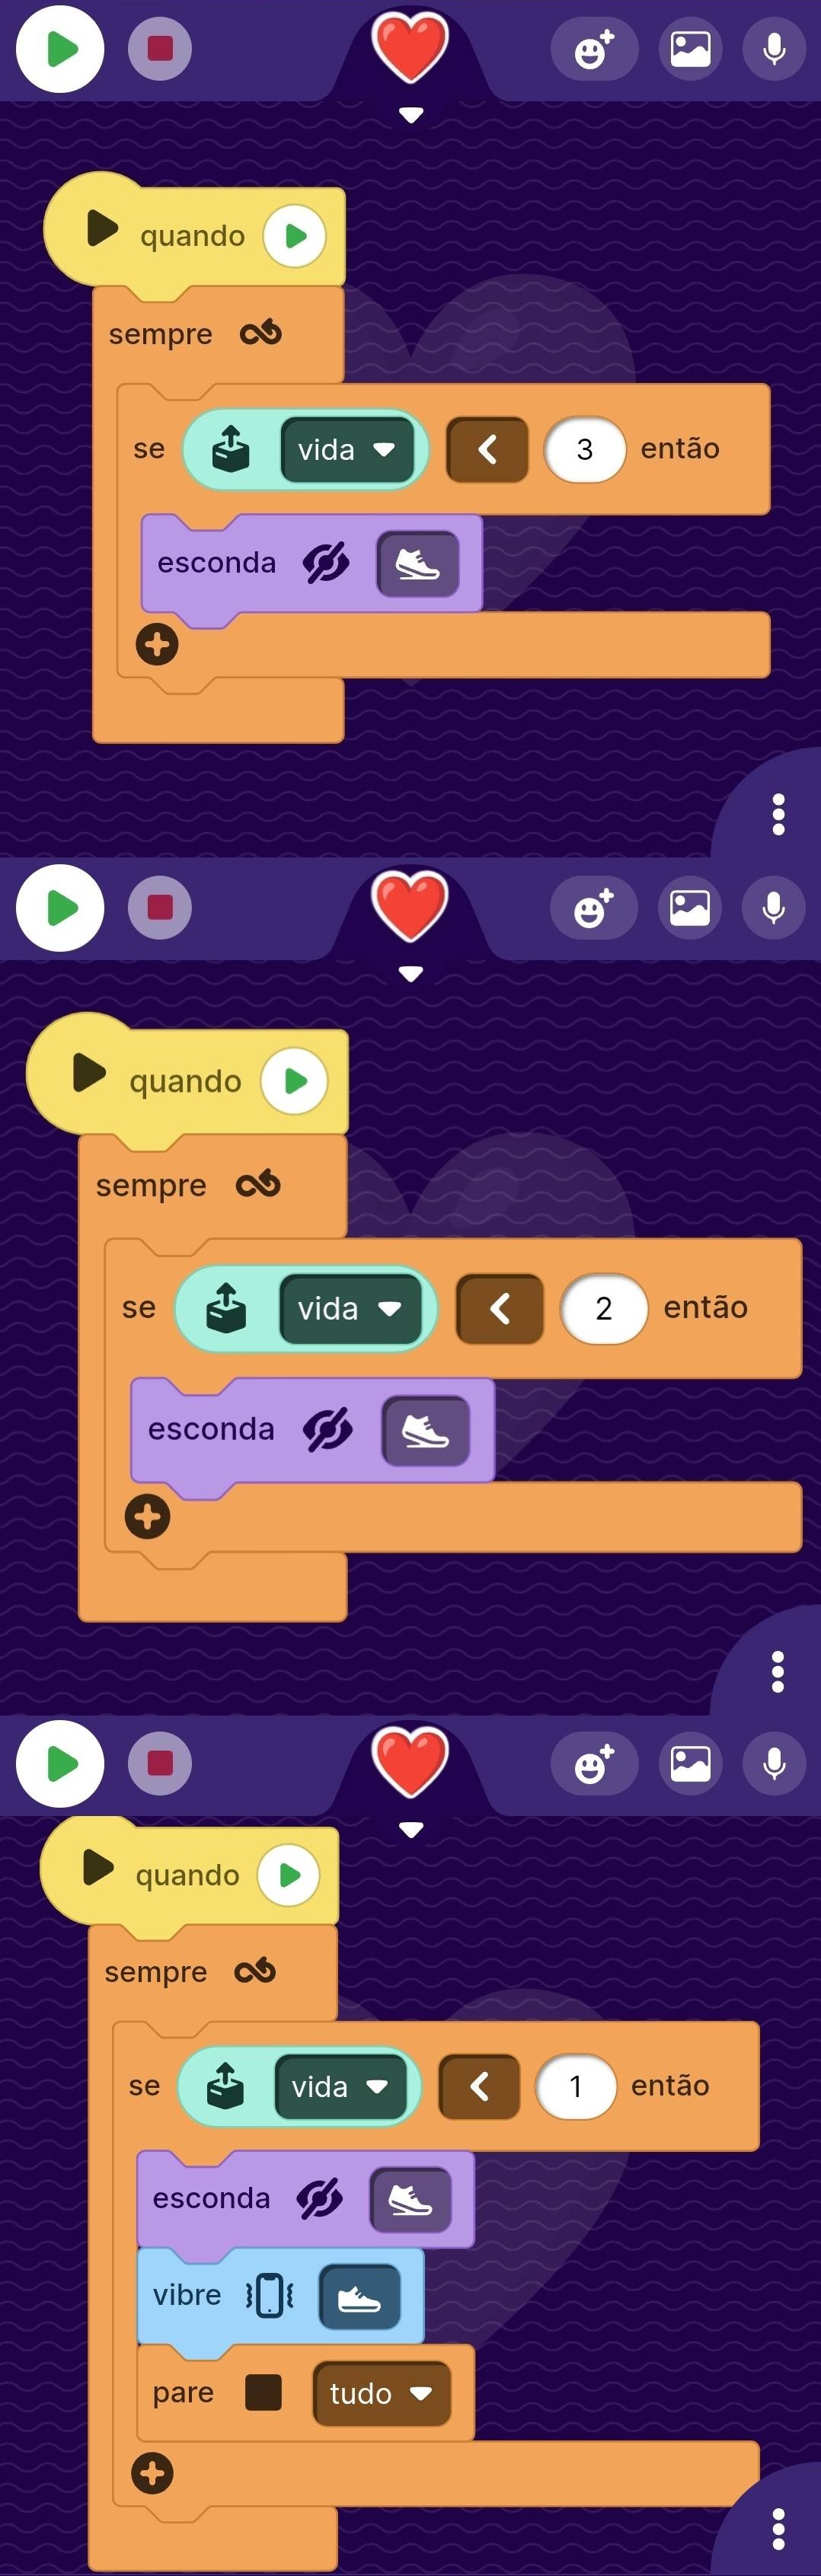 quando
sempre
se vida < 3 então
esconda
quando
sempre
se vida < 2 então
esconda
quando
sempre
se vida < 1 então
esconda
vibre
pare tudo